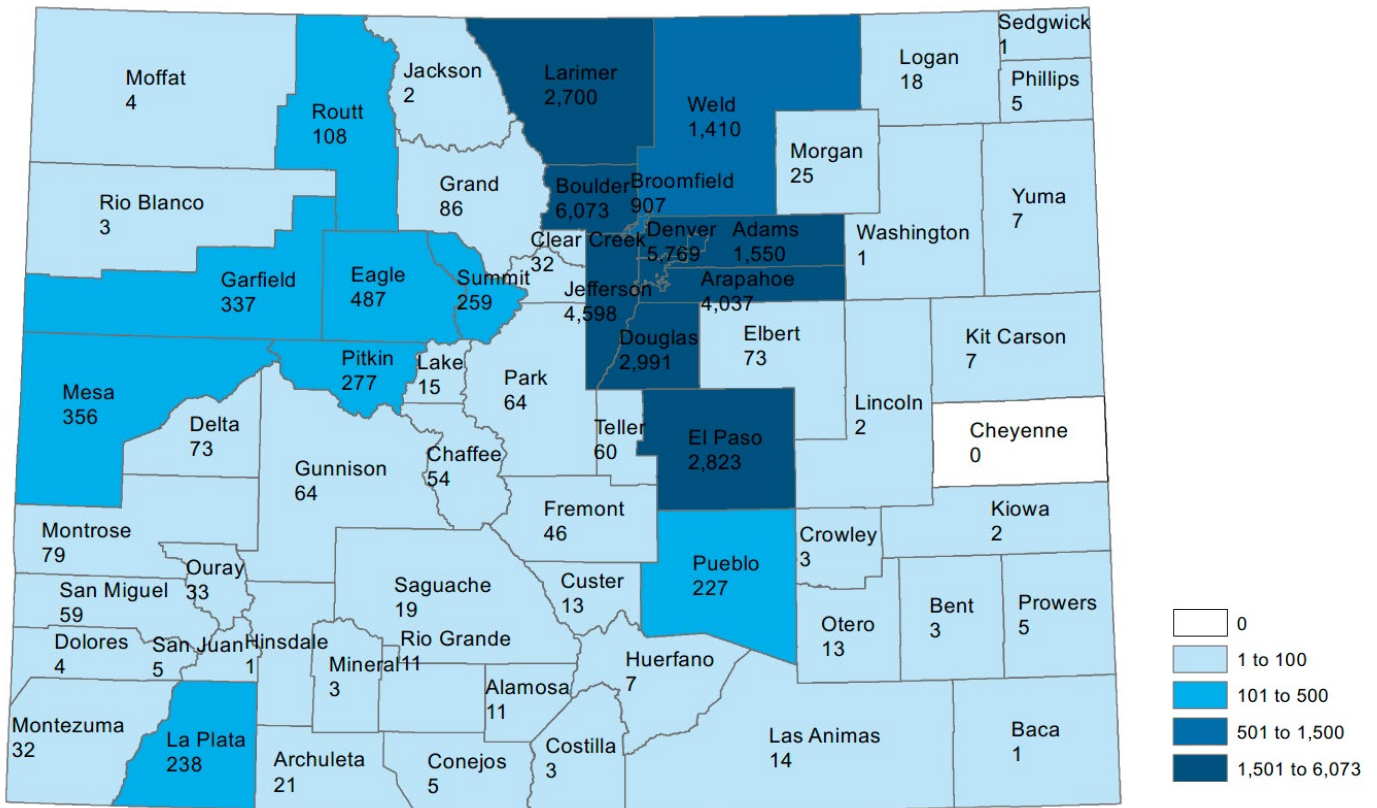 Sedgwick
1
Logan
18
Phillips
5
Moffat
4
Jackson
2
Larimer
2,700
Routt
108
Weld
1,410
Morgan
25
Yuma
7
Grand
86
Boulder
6,073
Broomfield
907
Rio Blanco
3
Washington
1
Clear Creek
32
Denver
5,769
Adams
1,550
Garfield
337
Eagle
487
Summit
259
Jefferson
4,598
Arapahoe
4,037
Douglas
2,991
Elbert
73
Kit Carson
7
Mesa
356
Pitkin
277
Lake
15
Park
64
Lincoln
2
Delta
73
Teller
60
El Paso
2,823
Cheyenne
0
Gunnison
64
Chaffee
54
Fremont
46
Kiowa
2
Montrose
79
Crowley
3
Ouray
33
Pueblo
227
San Miguel
59
Saguache
19
Custer
13
Bent
3
Prowers
5
Otero
13
Dolores
4
San Juan
5
Hinsdale
1
Rio Grande
11
Mineral
3
Huerfano
7
Alamosa
11
Montezuma
32
La Plata
238
Archuleta
21
Conejos
5
Costilla
3
Las Animas
14
Baca
1
0
1 to 100
101 to 500
501 to 1,500
1,501 to 6,073